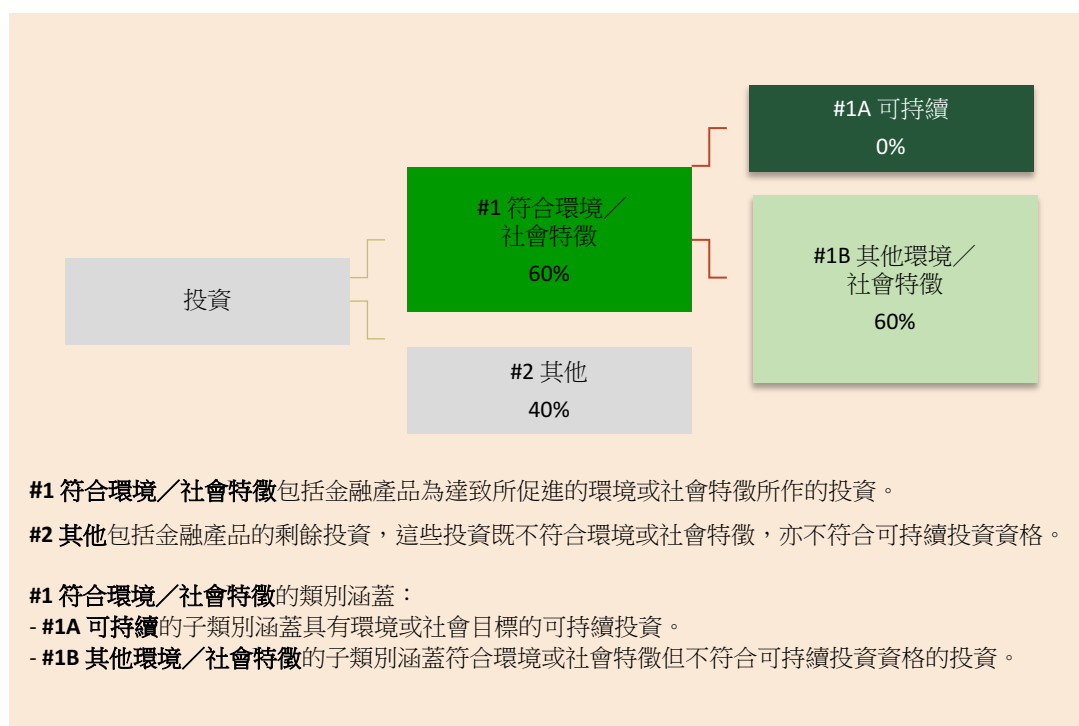 #1A 可持續
0%
#1 符合環境／
社會特徵
60%
#1B 其他環境／
社會特徵
60%
投資
#2 其他
40%
#1 符合環境／社會特徵包括金融產品為達致所促進的環境或社會特徵所作的投資。
#2 其他包括金融產品的剩餘投資，這些投資既不符合環境或社會特徵，亦不符合可持續投資資格。
#1 符合環境／社會特徵的類別涵蓋：
- #1A 可持續的子類別涵蓋具有環境或社會目標的可持續投資。
- #1B 其他環境／社會特徵的子類別涵蓋符合環境或社會特徵但不符合可持續投資資格的投資。